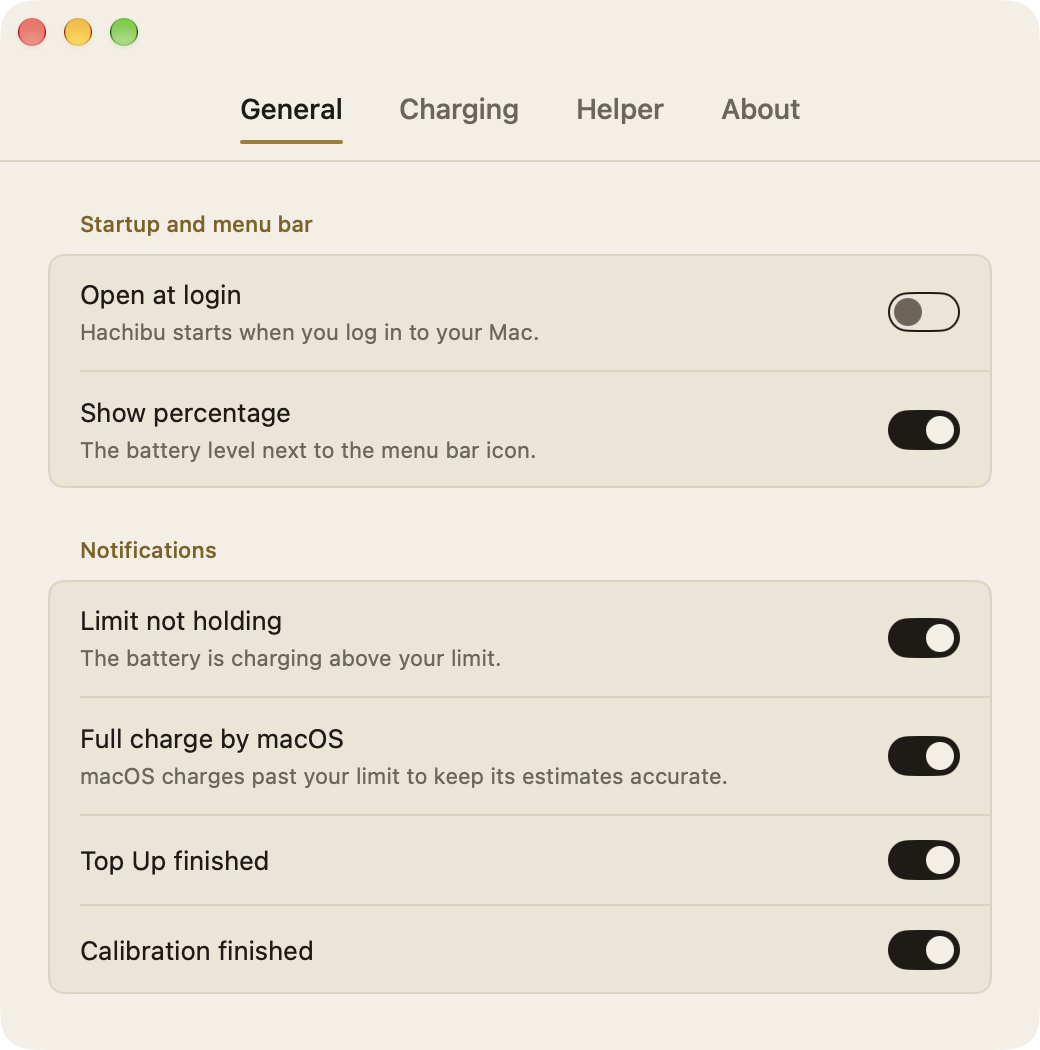 General Charging Helper About
Startup and menu bar
Open at login
Hachibu starts when you log in to your Mac.
Show percentage
The battery level next to the menu bar icon.
Notifications
Limit not holding
The battery is charging above your limit.
Full charge by macOS
macOS charges past your limit to keep its estimates accurate.
Top Up finished
Calibration finished